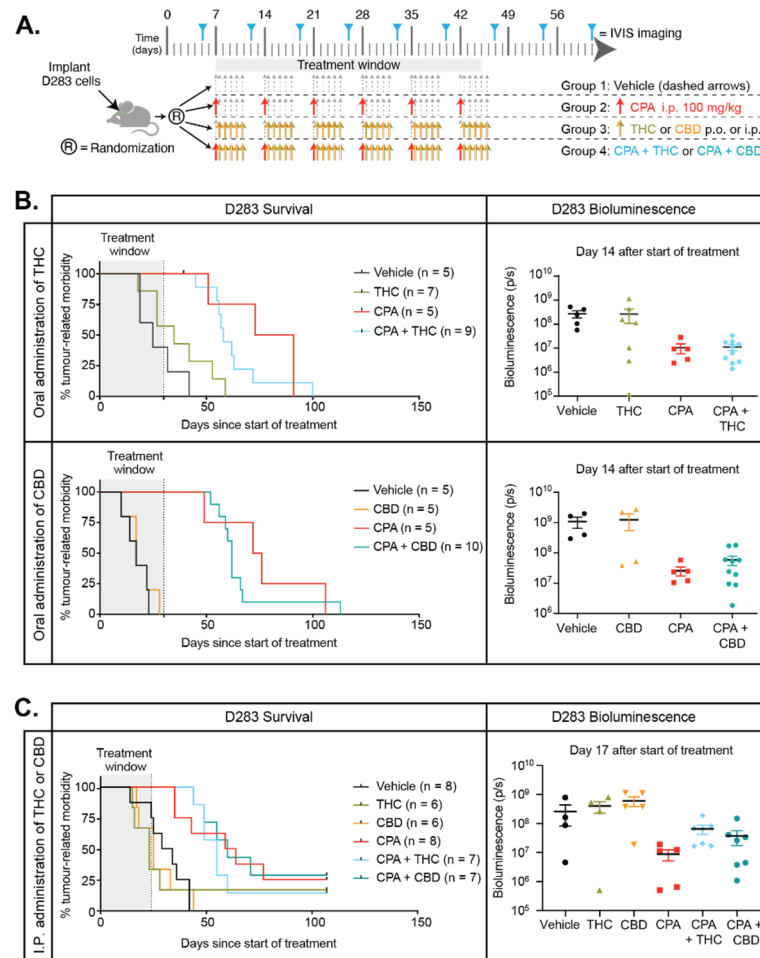 A.
Time (days)
0 7 14 21 28 35 42 48 56
= IVIS imaging
Implant D283 cells
Treatment window
R
R = Randomization
Group 1: Vehicle (dashed arrows)
Group 2: CPA i.p. 100 mg/kg
Group 3: THC or CBD p.o. or i.p.
Group 4: CPA + THC or CPA + CBD
B.
D283 Survival
D283 Bioluminescence
Oral administration of THC
Treatment window
% tumour-related morbidity
100
75
50
25
0
0 50 100 150
Days since start of treatment
Vehicle (n = 5)
THC (n = 7)
CPA (n = 5)
CPA + THC (n = 9)
Day 14 after start of treatment
Bioluminescence (p/s)
10^10
10^9
10^8
10^7
10^6
10^5
Vehicle THC CPA CPA + THC
Oral administration of CBD
Treatment window
% tumour-related morbidity
100
75
50
25
0
0 50 100 150
Days since start of treatment
Vehicle (n = 5)
CBD (n = 5)
CPA (n = 5)
CPA + CBD (n = 10)
Day 14 after start of treatment
Bioluminescence (p/s)
10^10
10^9
10^8
10^7
10^6
Vehicle CBD CPA CPA + CBD
C.
D283 Survival
D283 Bioluminescence
I.P. administration of THC or CBD
Treatment window
% tumour-related morbidity
100
75
50
25
0
0 50 100 150
Days since start of treatment
Vehicle (n = 8)
THC (n = 6)
CBD (n = 6)
CPA (n = 8)
CPA + THC (n = 7)
CPA + CBD (n = 7)
Day 17 after start of treatment
Bioluminescence (p/s)
10^10
10^9
10^8
10^7
10^6
10^5
Vehicle THC CBD CPA CPA + THC CPA + CBD